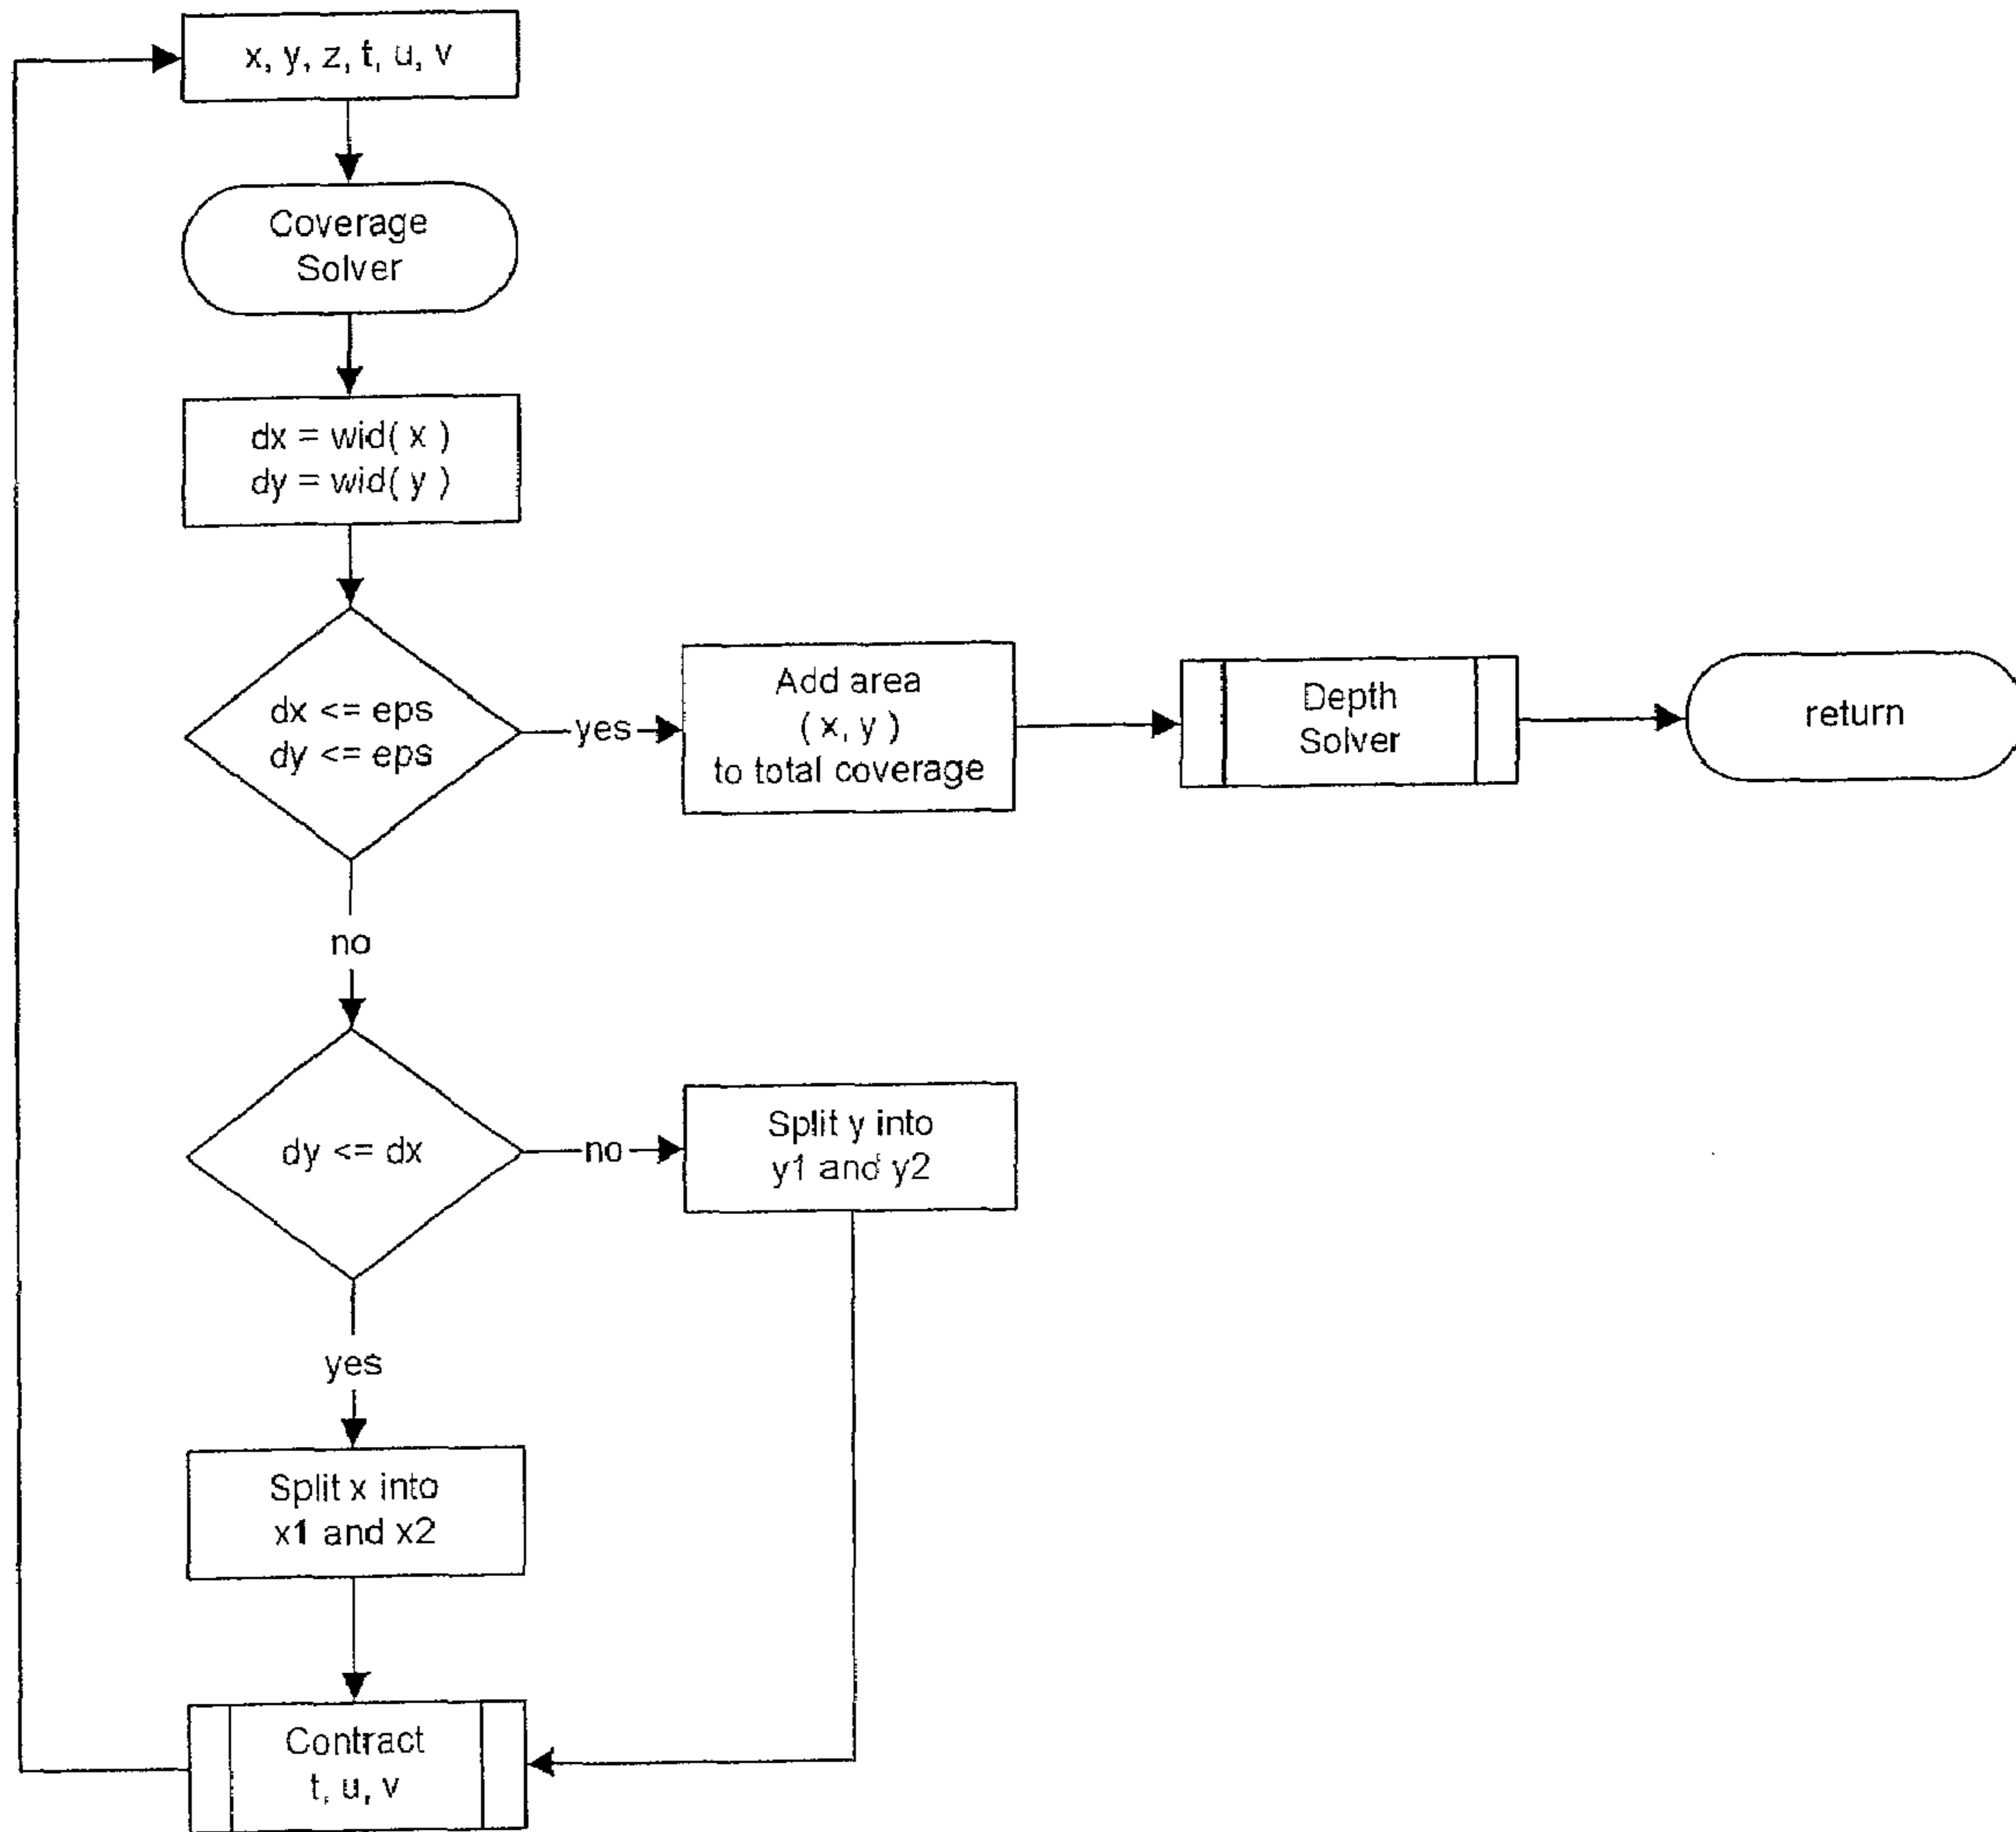 x, y, z, t, u, v
Coverage
Solver
dx = wid( x )
dy = wid( y )
dx <= eps
dy <= eps
yes
Add area
( x, y )
to total coverage
Depth
Solver
return
no
dy <= dx
no
Split y into
y1 and y2
yes
Split x into
x1 and x2
Contract
t, u, v